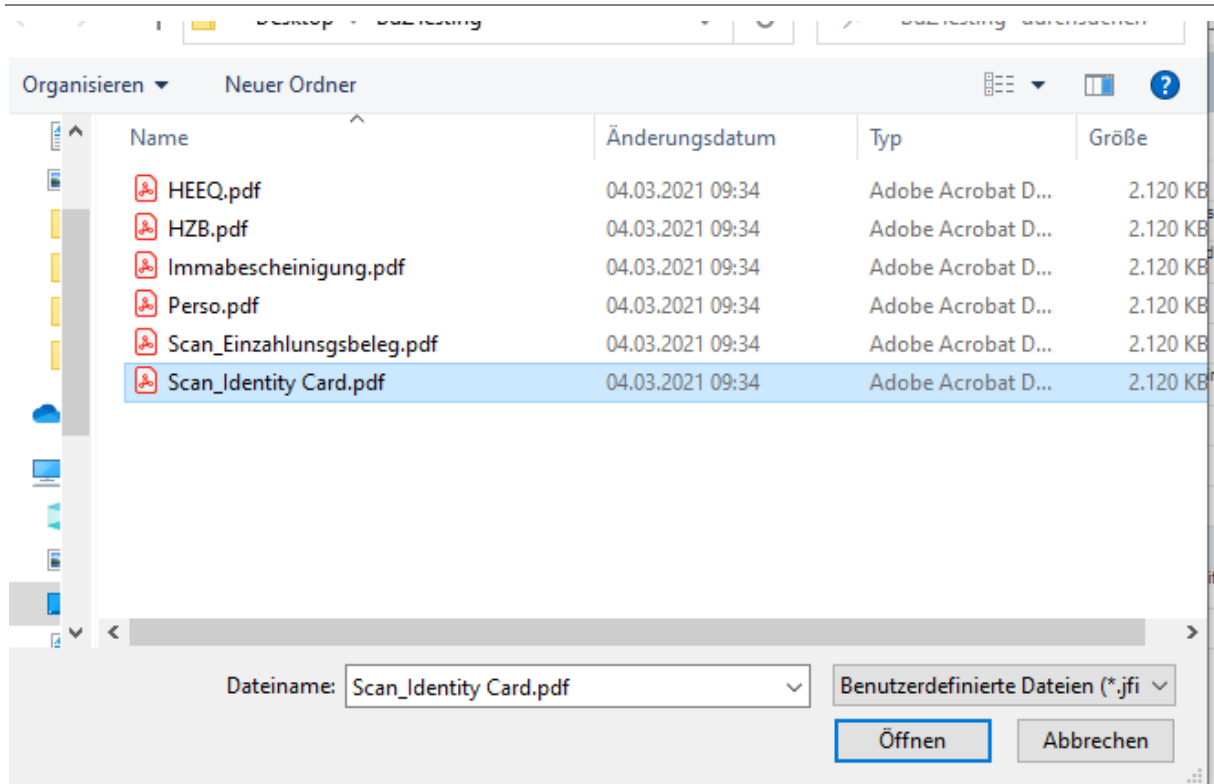 Desktop
Organisieren Neuer Ordner
Name Änderungsdatum Typ Größe
HEEQ.pdf 04.03.2021 09:34 Adobe Acrobat D... 2.120 KB
HZB.pdf 04.03.2021 09:34 Adobe Acrobat D... 2.120 KB
Immabescheinigung.pdf 04.03.2021 09:34 Adobe Acrobat D... 2.120 KB
Perso.pdf 04.03.2021 09:34 Adobe Acrobat D... 2.120 KB
Scan_Einzahlunsgsbeleg.pdf 04.03.2021 09:34 Adobe Acrobat D... 2.120 KB
Scan_Identity Card.pdf 04.03.2021 09:34 Adobe Acrobat D... 2.120 KB
Dateiname: Scan_Identity Card.pdf Benutzerdefinierte Dateien (*.jfi
Öffnen Abbrechen